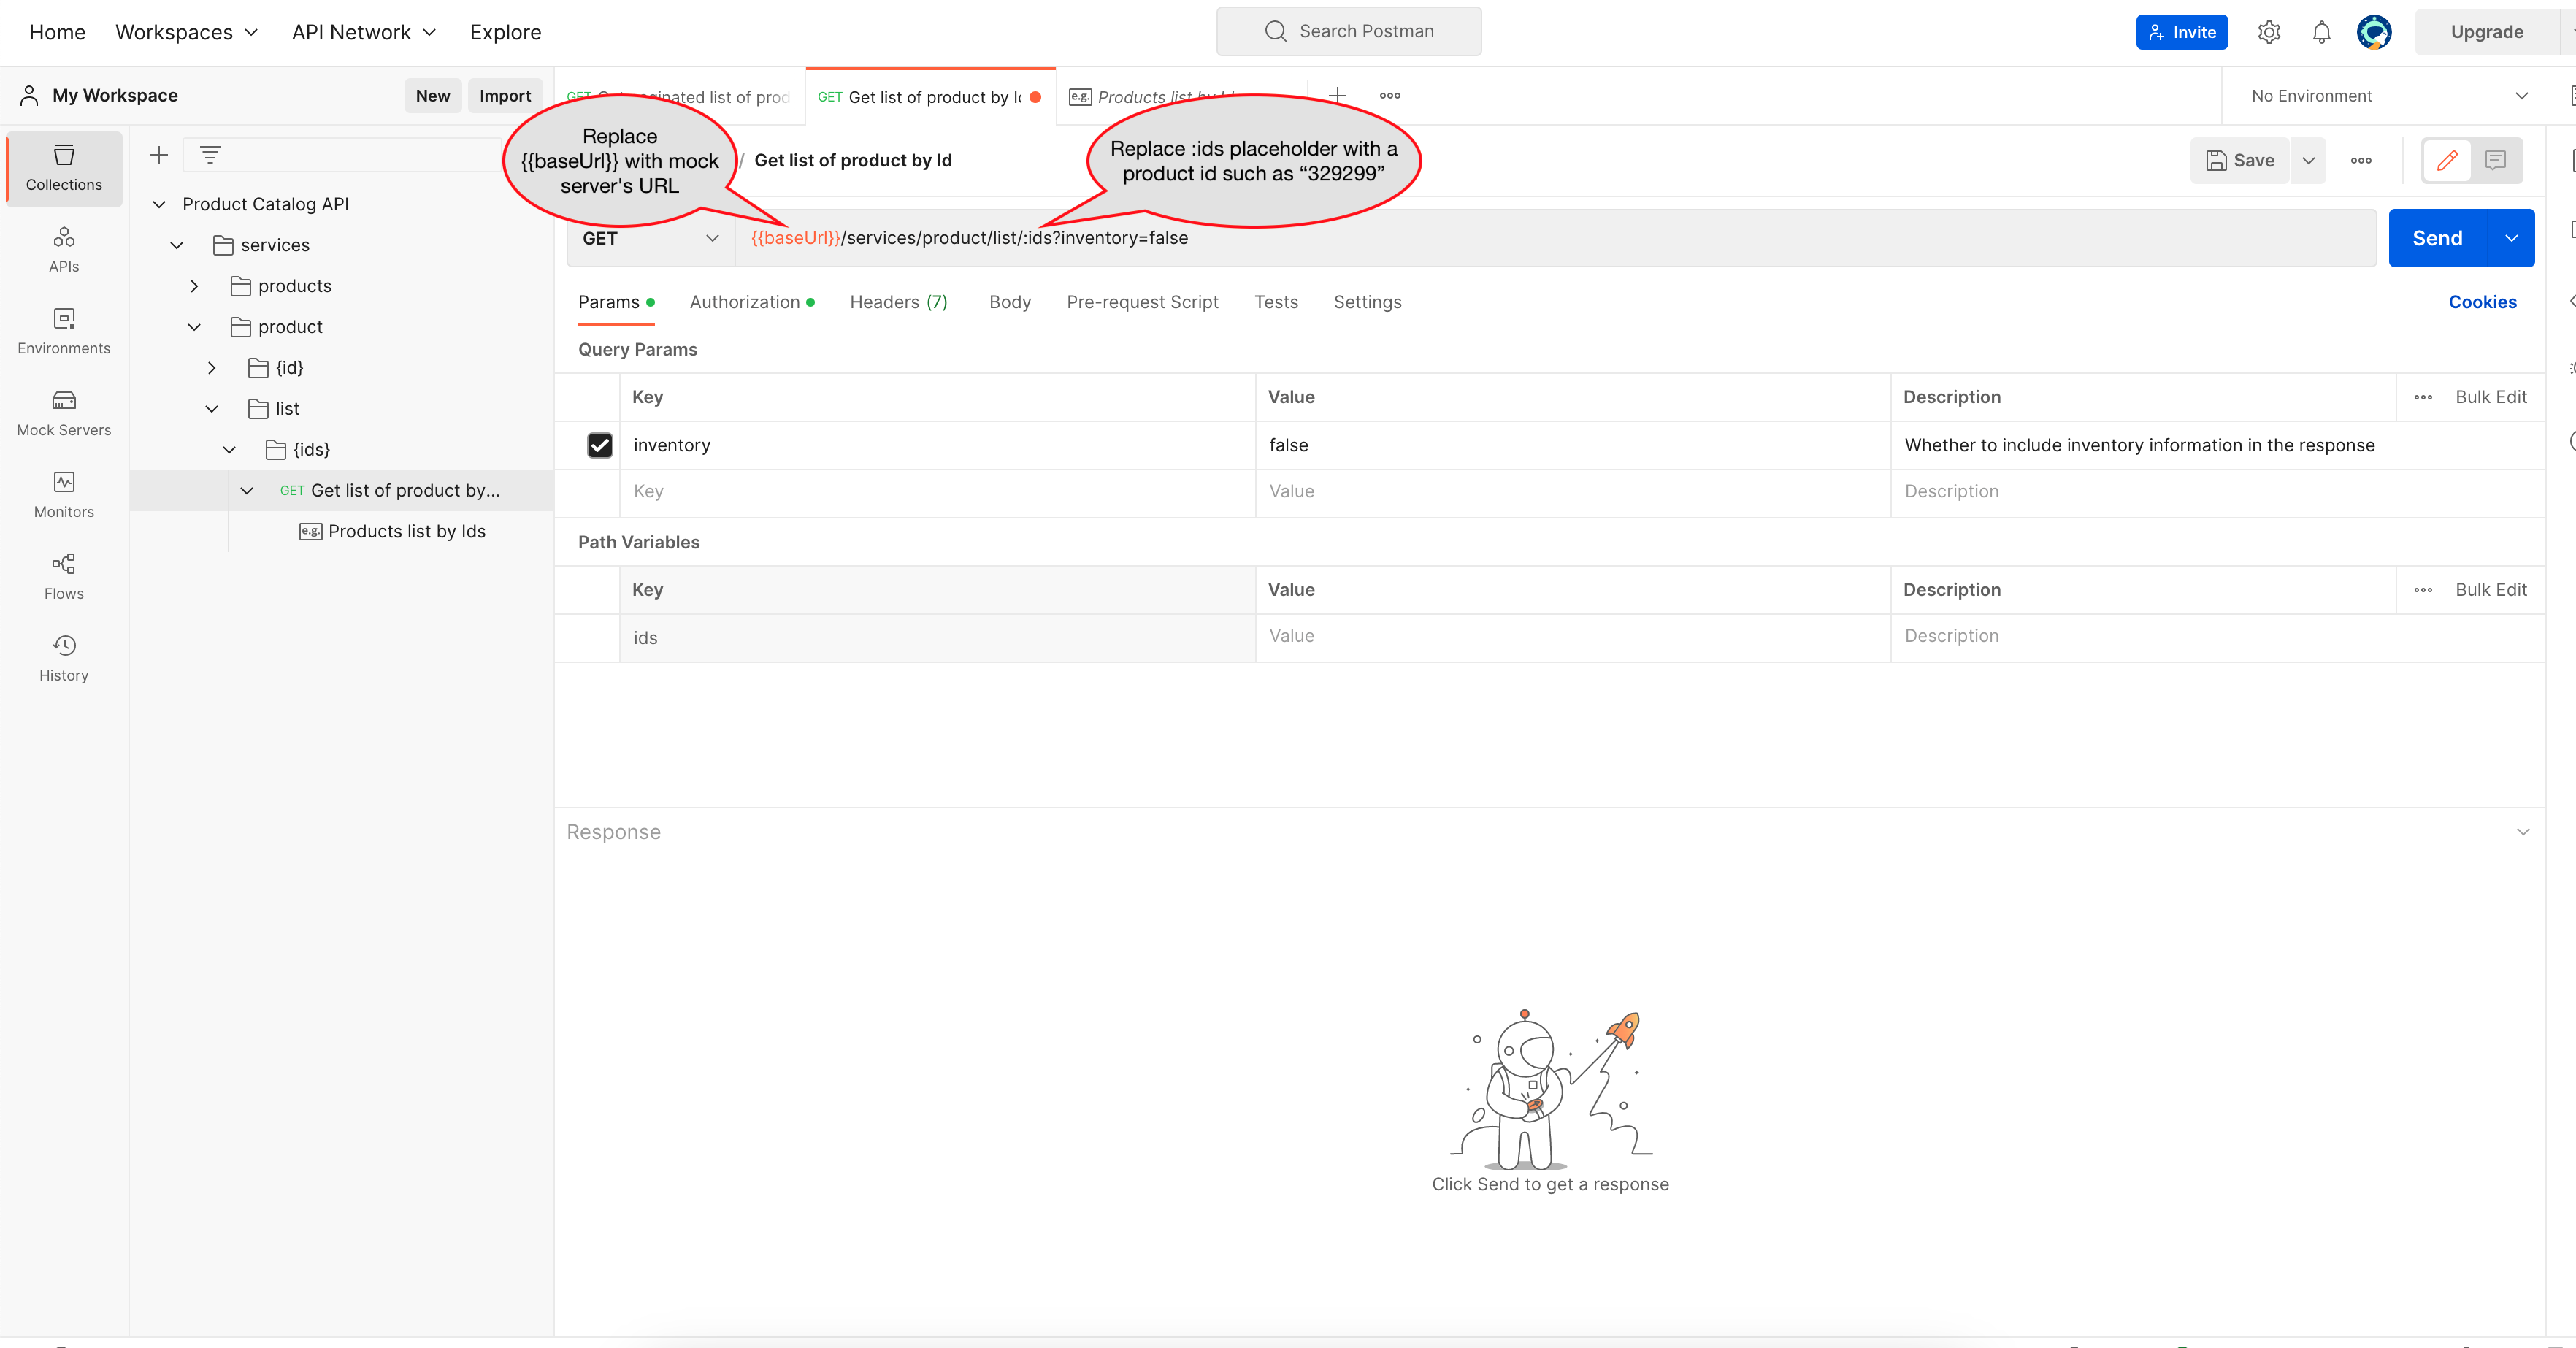 Home Workspaces API Network Explore Search Postman Invite Upgrade
My Workspace New Import
GET nated list of prod GET Get list of product by Id e.g. Products list by No Environment
Replace
{{baseUrl}} with mock
server's URL
Replace :ids placeholder with a
product id such as “329299”
/ Get list of product by Id Save
Collections
APIs
Environments
Mock Servers
Monitors
Flows
History
Product Catalog API
services
products
product
{id}
list
{ids}
GET Get list of product by...
e.g. Products list by Ids
GET {{baseUrl}}/services/product/list/:ids?inventory=false Send
Params Authorization Headers (7) Body Pre-request Script Tests Settings Cookies
Query Params
Key Value Description Bulk Edit
inventory false Whether to include inventory information in the response
Key Value Description
Path Variables
Key Value Description Bulk Edit
ids Value Description
Response
Click Send to get a response